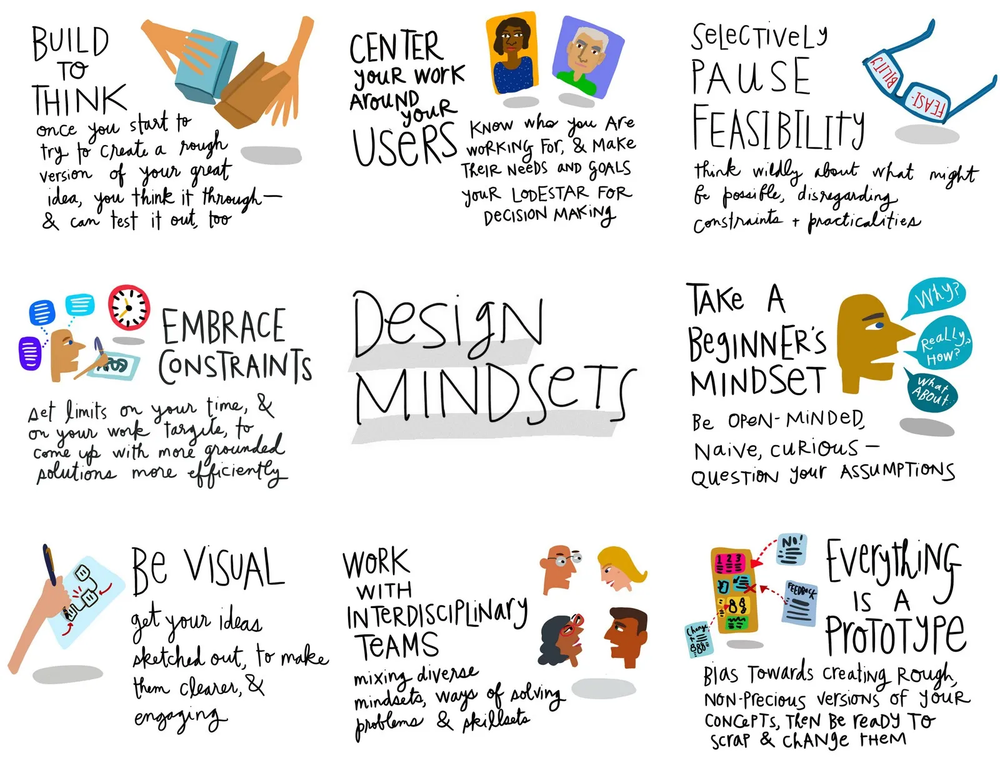 BUILD
TO
THINK
once you start to
try to create a rough
version of your great
idea, you think it through—
& can test it out, too
CENTER
your WORK
AROUND
your
USERS
KNOW who you ARE
WORKING FOR, & MAKE
THEIR NEEDS AND GOALS
your LODESTAR FOR
DECISION MAKING
SELECTIVELY
PAUSE
FEASIBILITY
FEASI-
BILITY
think wildly about what might
be possible, disregarding
constraints + practicalities
EMBRACE
CONSTRAINTS
set limits on your time, &
on your work targets, to
come up with more grounded
solutions more efficiently
DESIGN
MINDSETS
TAKE A
BEGINNER'S
MINDSET
Why?
Really,
HOW?
What
ABOUT..
Be OPEN-MINDED,
NAIVE, CURIOUS—
QUESTION your ASSUMPTIONS
BE VISUAL
get your ideas
sketched out, to make
them clearer, &
engaging
WORK
WITH
INTERDISCIPLINARY
TEAMS
mixing diverse
mindsets, ways of solving
problems & skillsets
1 2 3
NO!
FEEDBACK
Change
EVERYTHING
IS A
PROTOTYPE
BIAS TOWARDS CREATING ROUGH,
NON-PRECIOUS VERSIONS OF YOUR
CONCEPTS, THEN BE READY TO
SCRAP & CHANGE THEM